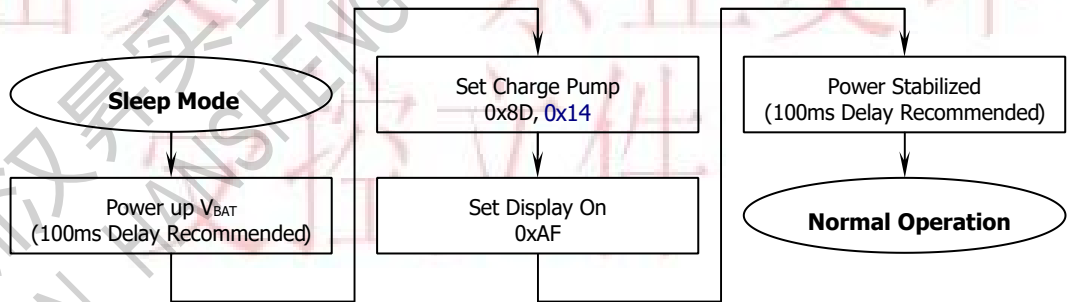 Sleep Mode
Power up VBAT
(100ms Delay Recommended)
Set Charge Pump
0x8D, 0x14
Set Display On
0xAF
Power Stabilized
(100ms Delay Recommended)
Normal Operation
HANSHENG